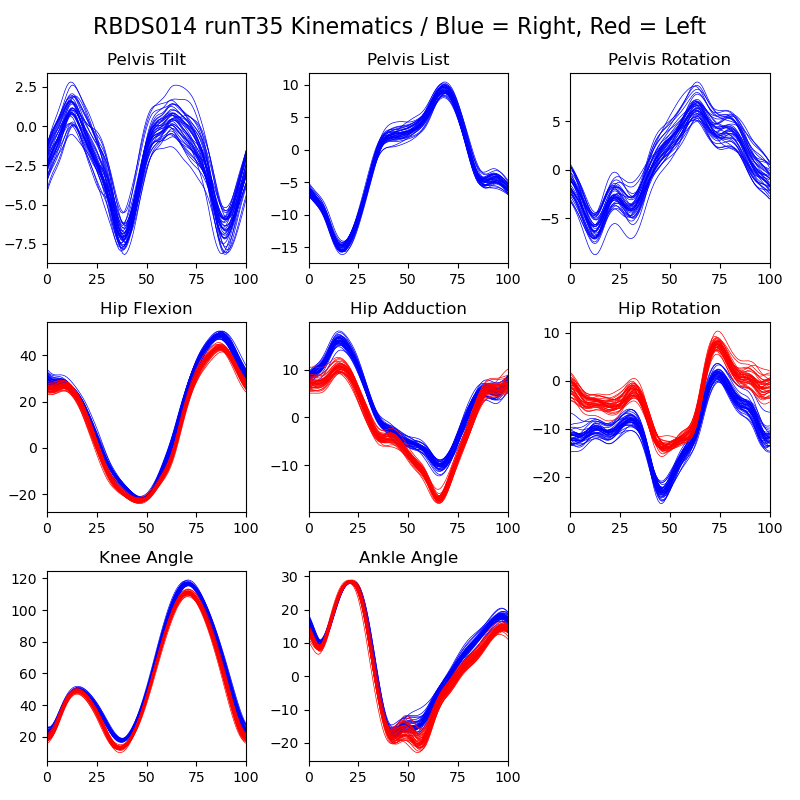 RBDS014 runT35 Kinematics / Blue = Right, Red = Left
Pelvis Tilt
Pelvis List
Pelvis Rotation
2.5
0.0
−2.5
−5.0
−7.5
0 25 50 75 100
10
5
0
−5
−10
−15
0 25 50 75 100
5
0
−5
0 25 50 75 100
Hip Flexion
Hip Adduction
Hip Rotation
40
20
0
−20
0 25 50 75 100
10
0
−10
0 25 50 75 100
10
0
−10
−20
0 25 50 75 100
Knee Angle
Ankle Angle
120
100
80
60
40
20
0 25 50 75 100
30
20
10
0
−10
−20
0 25 50 75 100